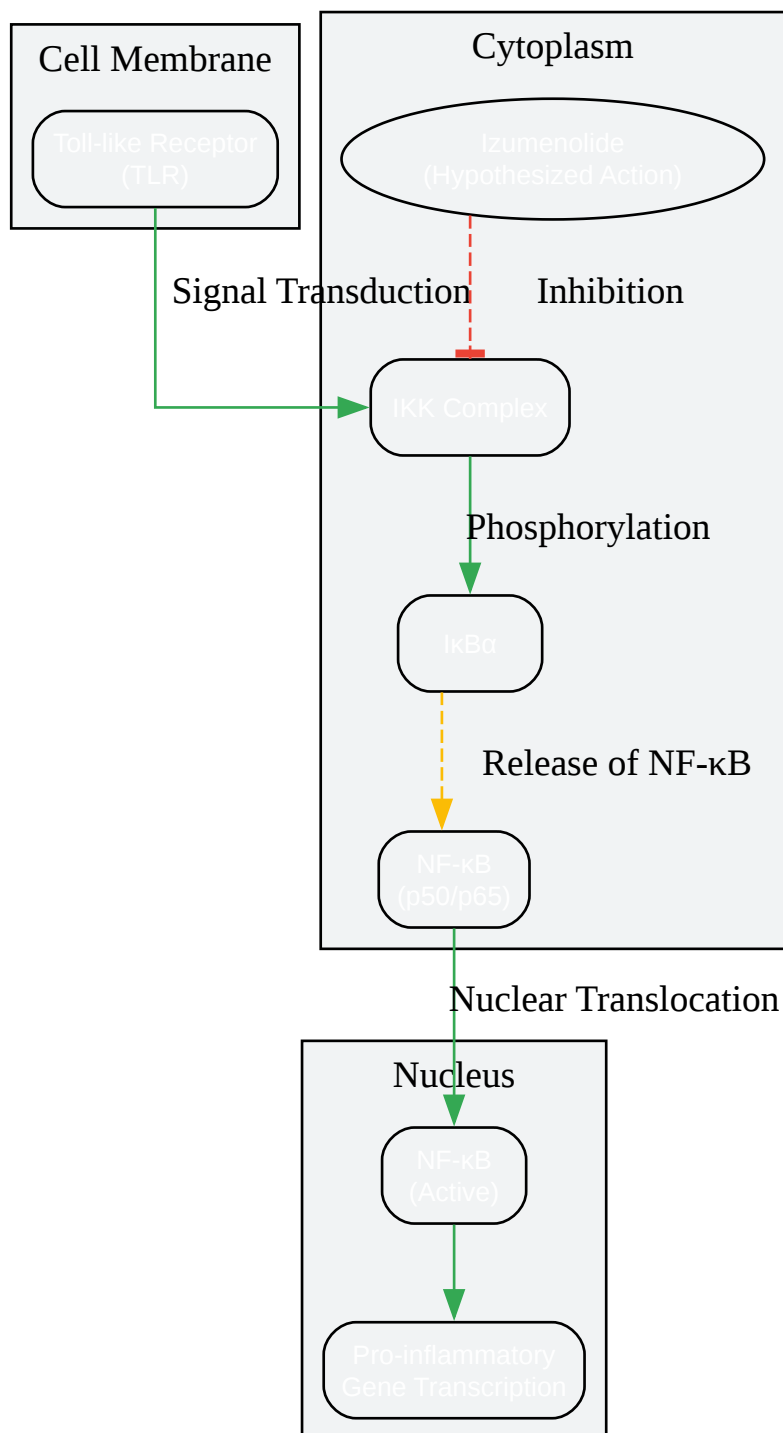 Cell Membrane
Toll-like Receptor
(TLR)
Cytoplasm
Izumenolide
(Hypothesized Action)
Signal Transduction
Inhibition
IKK Complex
Phosphorylation
IκBα
Release of NF-κB
NF-κB
(p50/p65)
Nuclear Translocation
Nucleus
NF-κB
(Active)
Pro-inflammatory
Gene Transcription